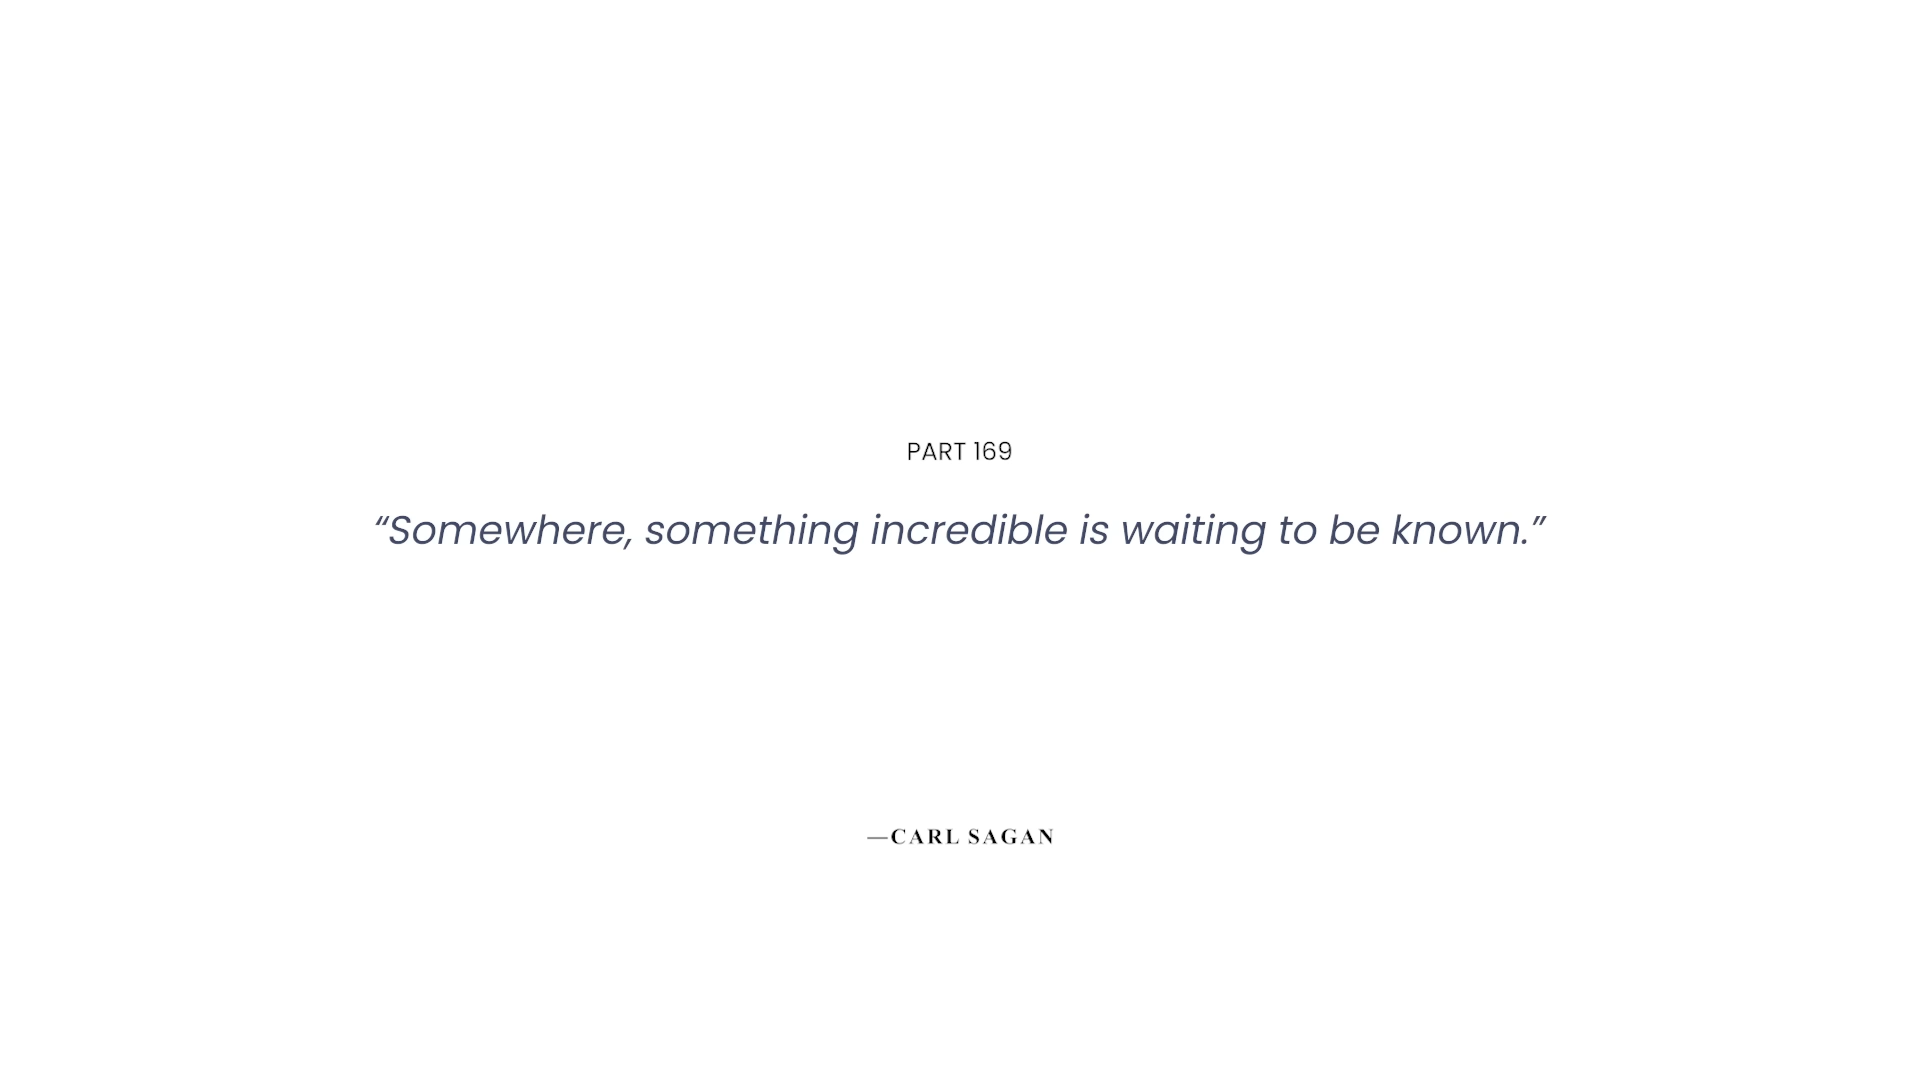 PART 169
“Somewhere, something incredible is waiting to be known.”
—CARL SAGAN